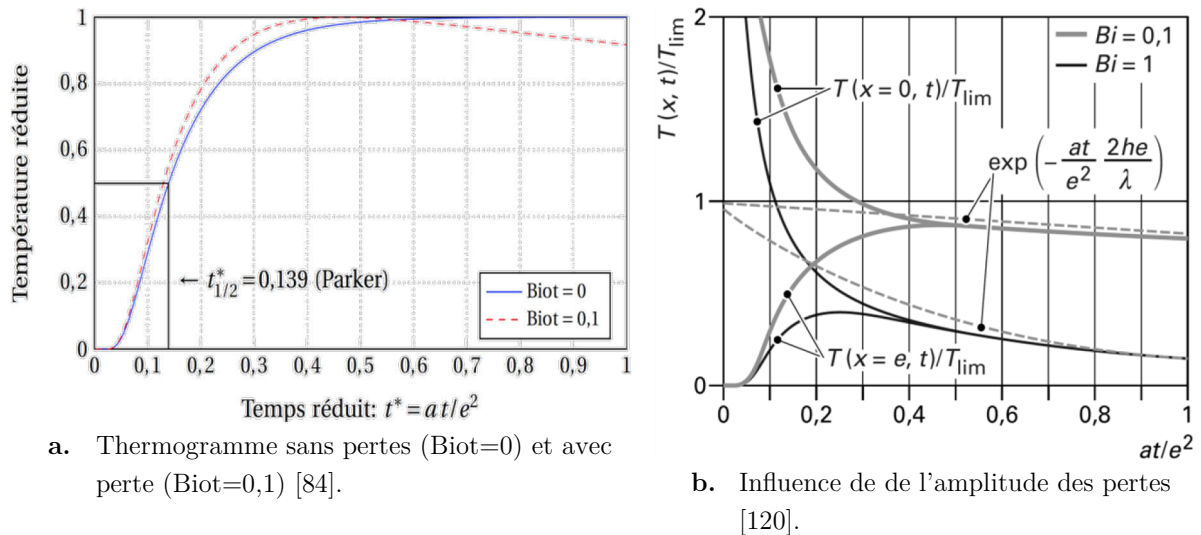 Température réduite
1
0,8
0,6
0,4
0,2
0
← t*1/2 = 0,139 (Parker)
Biot = 0
Biot = 0,1
0 0,1 0,2 0,3 0,4 0,5 0,6 0,7 0,8 0,9 1
Temps réduit: t* = at/e²
a. Thermogramme sans pertes (Biot=0) et avec
perte (Biot=0,1) [84].
T(x, t)/Tlim
2
1
0
Bi = 0,1
Bi = 1
T(x = 0, t)/Tlim
exp(−at/e² 2he/λ)
T(x = e, t)/Tlim
0 0,2 0,4 0,6 0,8 1
at/e²
b. Influence de de l'amplitude des pertes
[120].